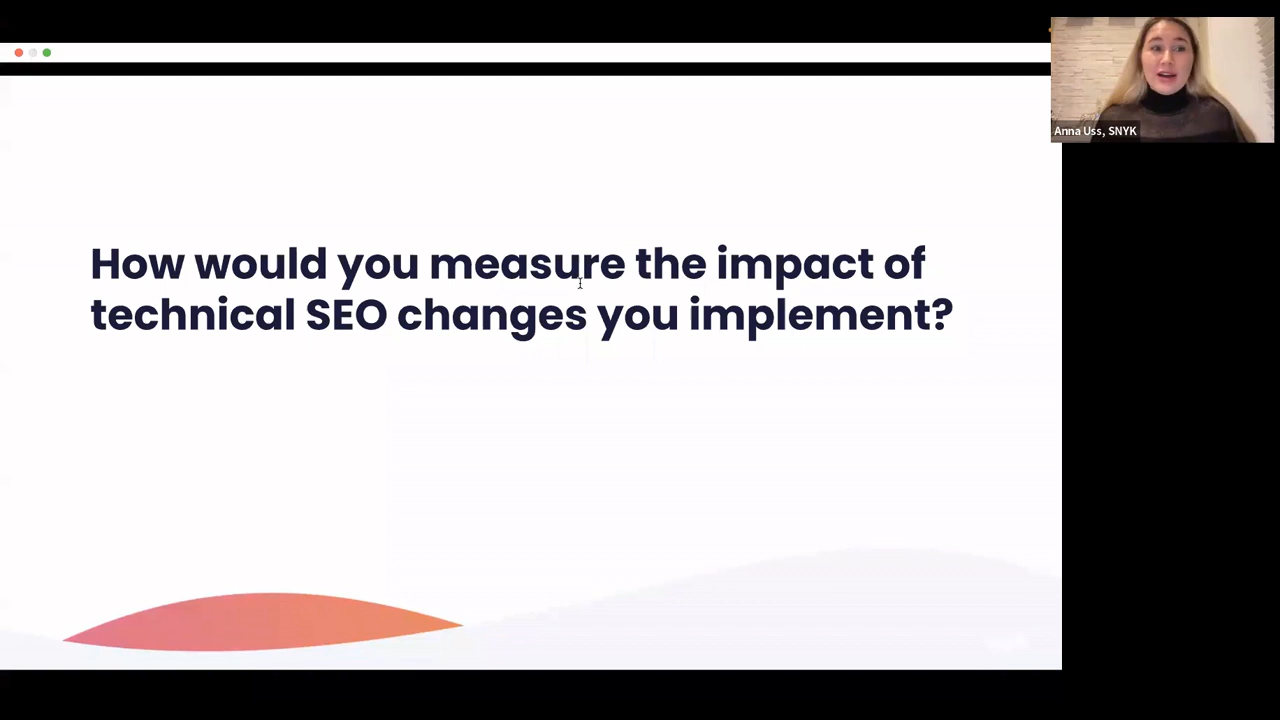 Anna Uss, SNYK
How would you measure the impact of
technical SEO changes you implement?